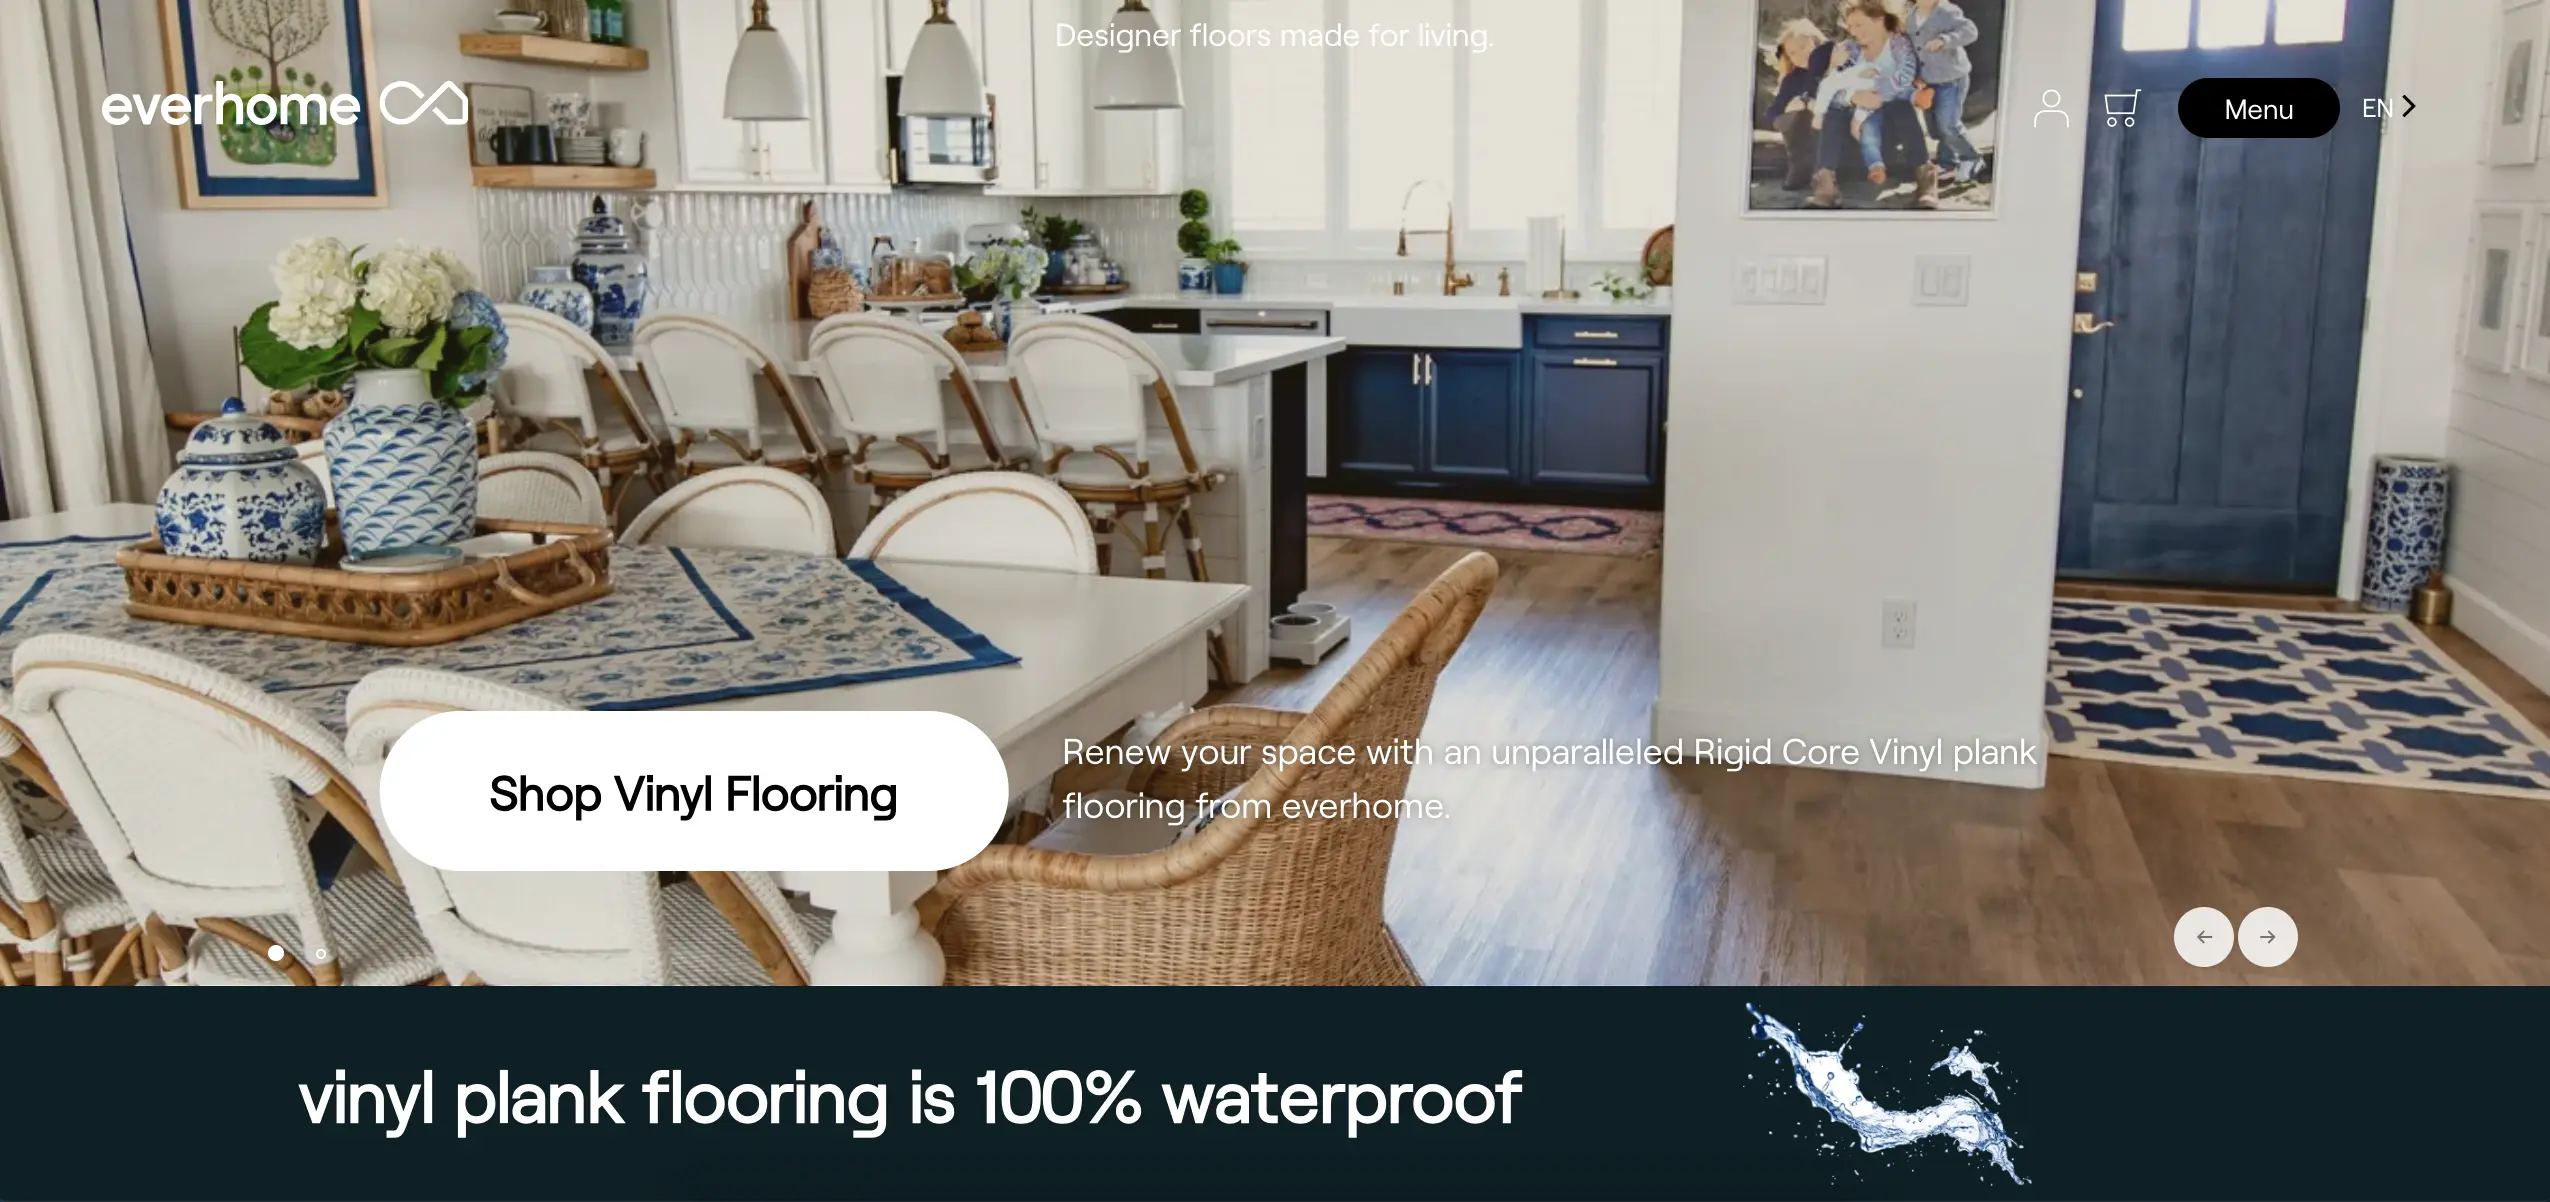 Designer floors made for living.
everhome
Menu
EN
Shop Vinyl Flooring
Renew your space with an unparalleled Rigid Core Vinyl plank
flooring from everhome.
vinyl plank flooring is 100% waterproof